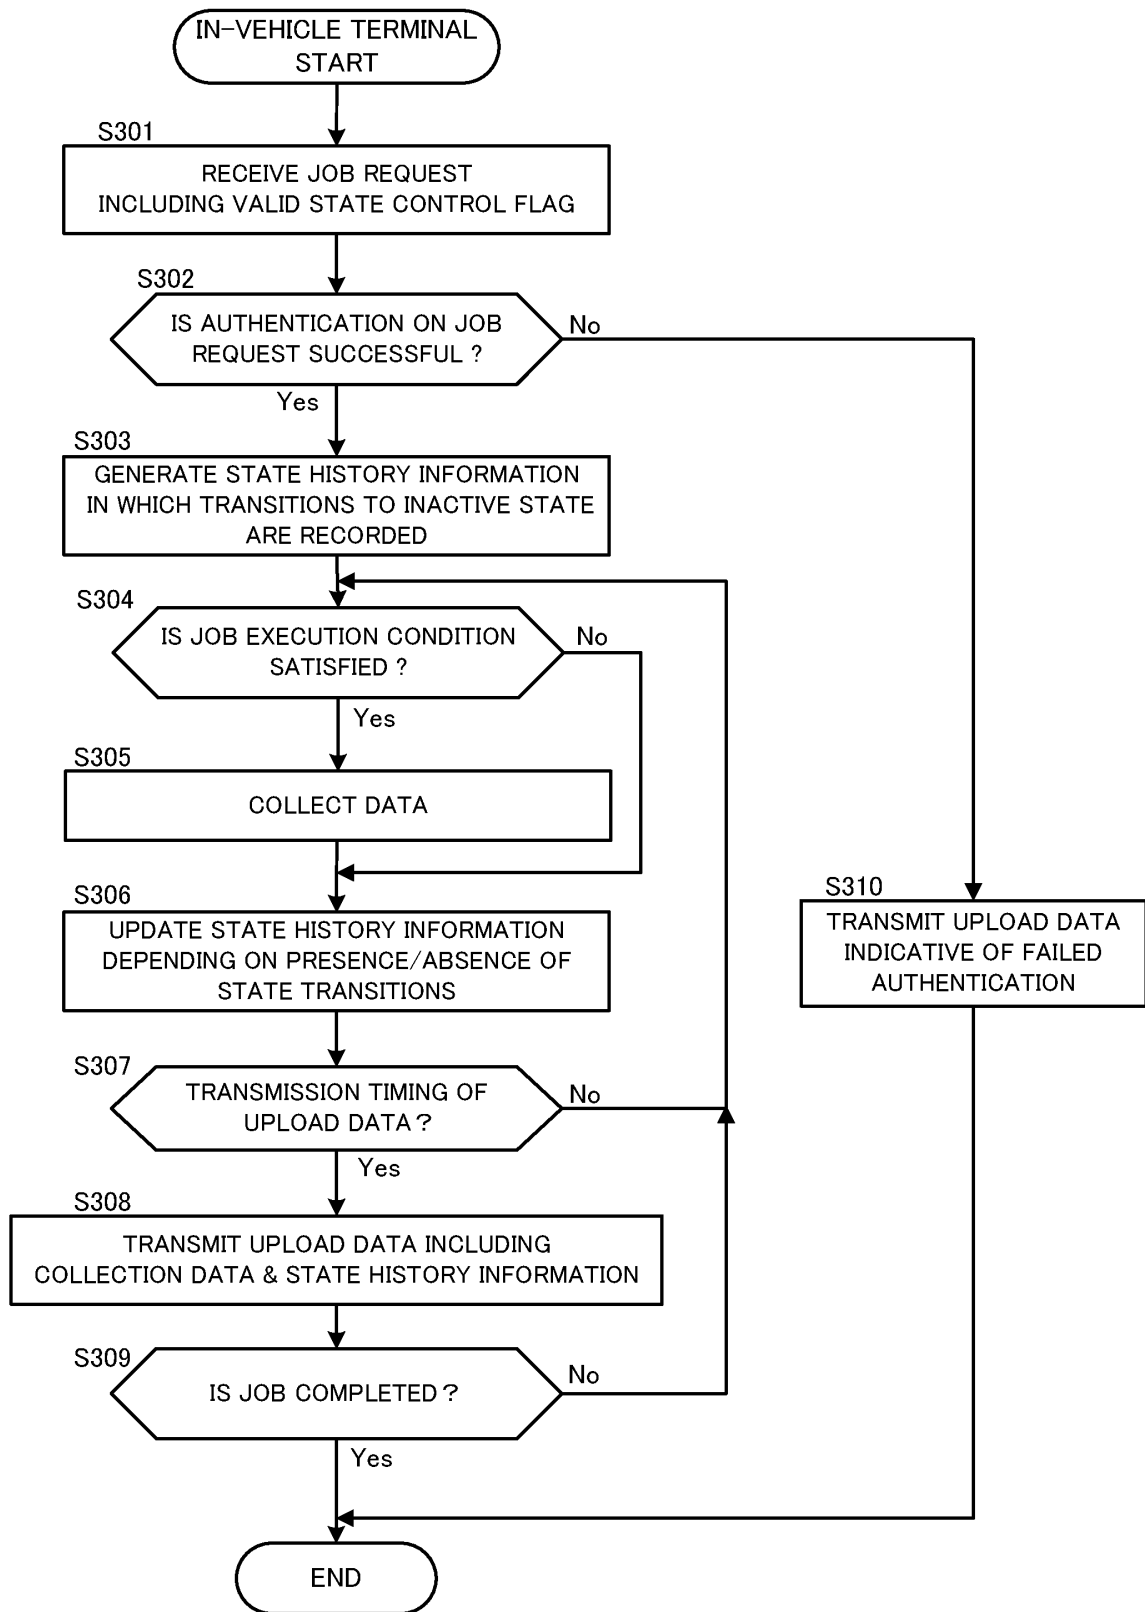 IN-VEHICLE TERMINAL
START
S301
RECEIVE JOB REQUEST
INCLUDING VALID STATE CONTROL FLAG
S302
IS AUTHENTICATION ON JOB
REQUEST SUCCESSFUL ?
No
Yes
S303
GENERATE STATE HISTORY INFORMATION
IN WHICH TRANSITIONS TO INACTIVE STATE
ARE RECORDED
S304
IS JOB EXECUTION CONDITION
SATISFIED ?
No
Yes
S305
COLLECT DATA
S306
UPDATE STATE HISTORY INFORMATION
DEPENDING ON PRESENCE/ABSENCE OF
STATE TRANSITIONS
S310
TRANSMIT UPLOAD DATA
INDICATIVE OF FAILED
AUTHENTICATION
S307
TRANSMISSION TIMING OF
UPLOAD DATA?
No
Yes
S308
TRANSMIT UPLOAD DATA INCLUDING
COLLECTION DATA & STATE HISTORY INFORMATION
S309
IS JOB COMPLETED?
No
Yes
END